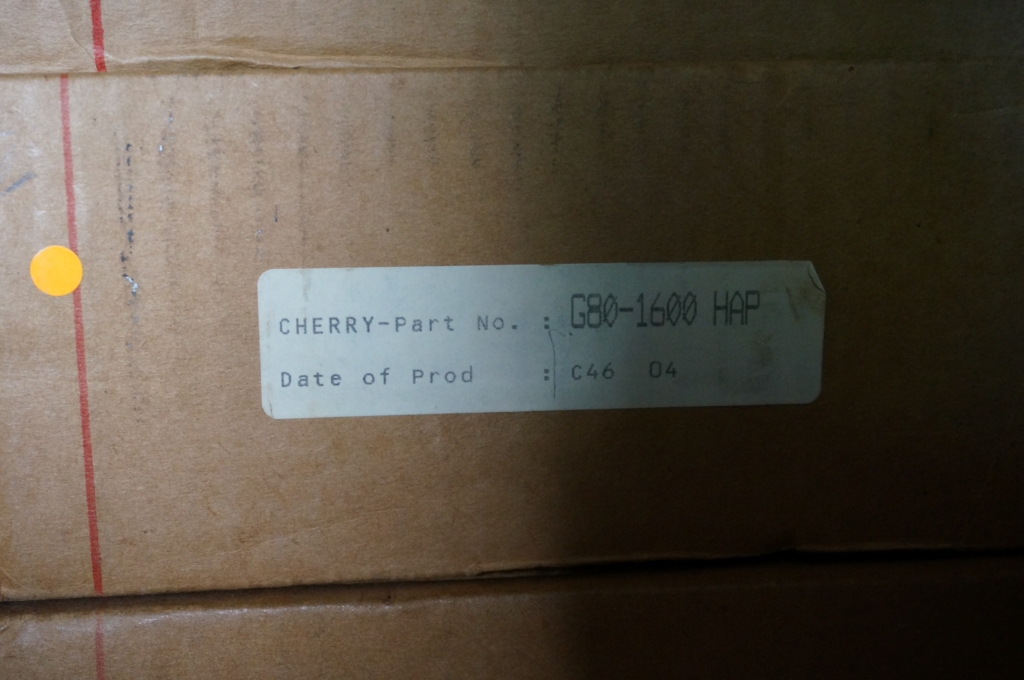 CHERRY-Part No. : G80-1600 HAP
Date of Prod : C46 04